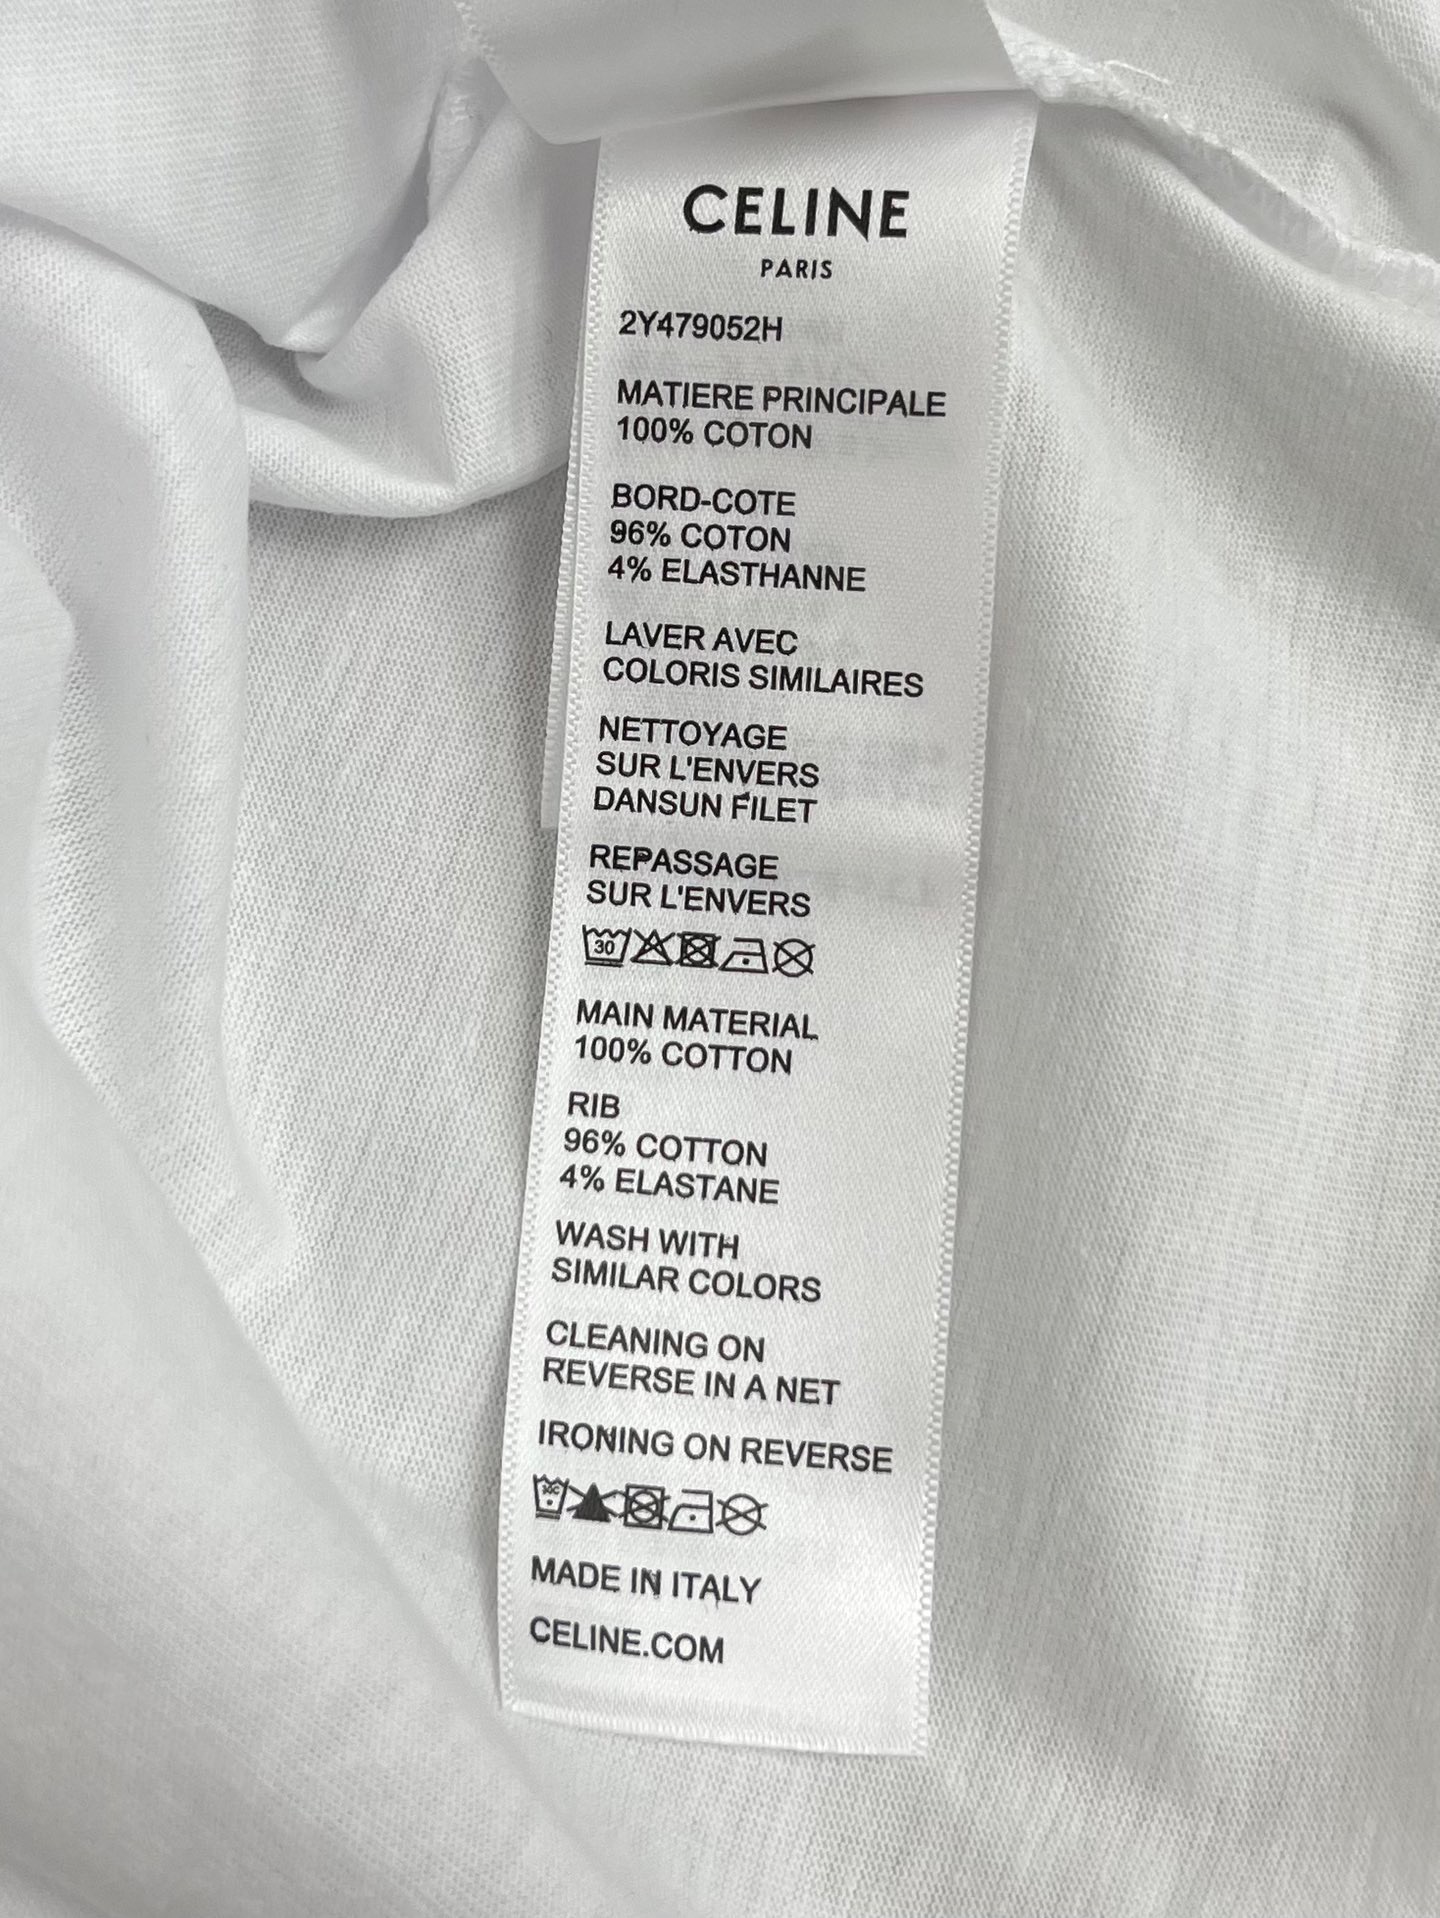 CELINE
PARIS
2Y479052H
MATIERE PRINCIPALE
100% COTON
BORD-COTE
96% COTON
4% ELASTHANNE
LAVER AVEC
COLORIS SIMILAIRES
NETTOYAGE
SUR L'ENVERS
DANSUN FILET
REPASSAGE
SUR L'ENVERS
30
MAIN MATERIAL
100% COTTON
RIB
96% COTTON
4% ELASTANE
WASH WITH
SIMILAR COLORS
CLEANING ON
REVERSE IN A NET
IRONING ON REVERSE
MADE IN ITALY
CELINE.COM